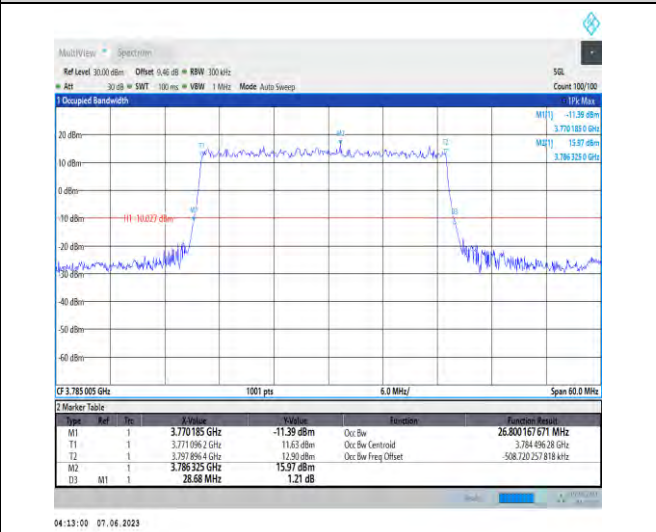 MultiView Spectrum
Ref Level 30.00 dBm Offset 9.46 dB RBW 300 kHz SGL
Att 30 dB SWT 100 ms VBW 1 MHz Mode Auto Sweep Count 100/100
1 Occupied Bandwidth 1Pk Max
M1[1] -11.39 dBm
3.770 185 0 GHz
M2[1] 15.97 dBm
3.786 325 0 GHz
20 dBm
M2
T1
T2
10 dBm
0 dBm
-10 dBm
H1 -10.027 dBm
M1
D3
-20 dBm
-30 dBm
-40 dBm
-50 dBm
-60 dBm
CF 3.785 005 GHz 1001 pts 6.0 MHz/ Span 60.0 MHz
2 Marker Table
Type Ref Trc X-Value Y-Value Function Function Result
M1 1 3.770185 GHz -11.39 dBm Occ Bw 26.800167671 MHz
T1 1 3.771 096 2 GHz 11.63 dBm Occ Bw Centroid 3.784 496 28 GHz
T2 1 3.797 896 4 GHz 12.90 dBm Occ Bw Freq Offset -508.720 257 818 kHz
M2 1 3.786 325 GHz 15.97 dBm
D3 M1 1 28.68 MHz 1.21 dB
04:13:00 07.06.2023